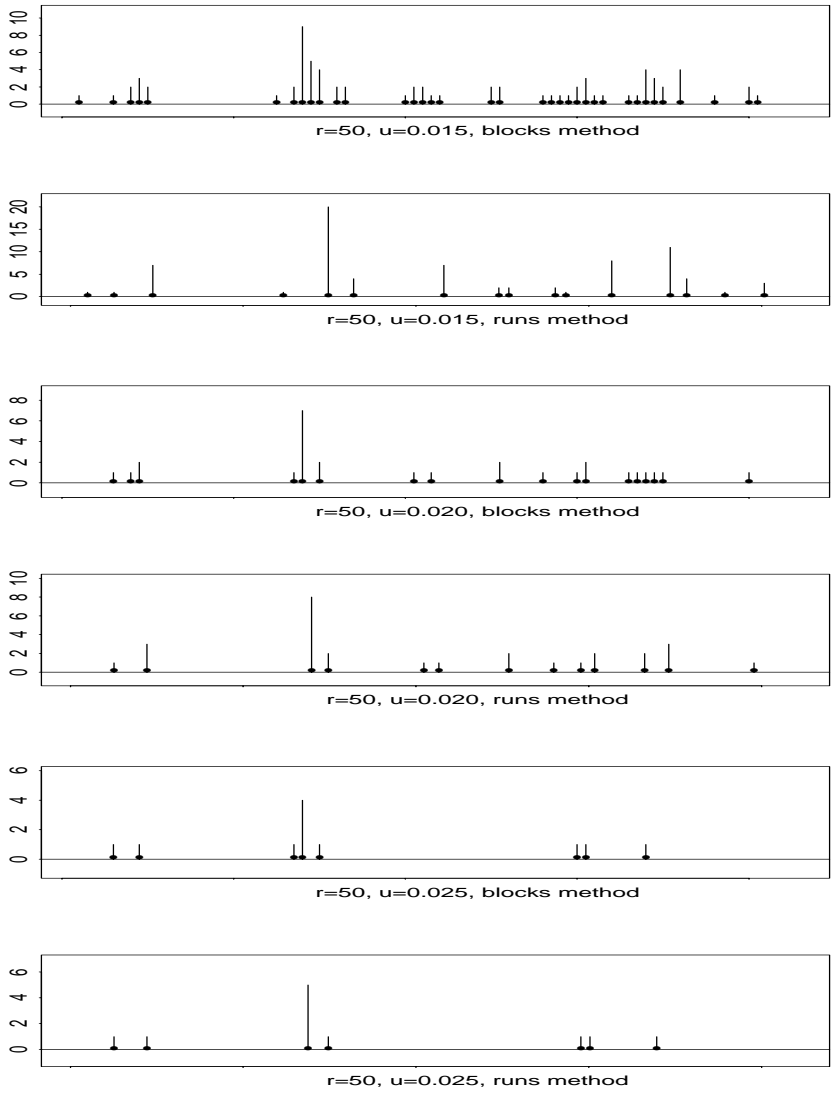 0 2 4 6 8 10
r=50, u=0.015, blocks method
0 5 10 15 20
r=50, u=0.015, runs method
0 2 4 6 8
r=50, u=0.020, blocks method
0 2 4 6 8 10
r=50, u=0.020, runs method
0 2 4 6
r=50, u=0.025, blocks method
0 2 4 6
r=50, u=0.025, runs method